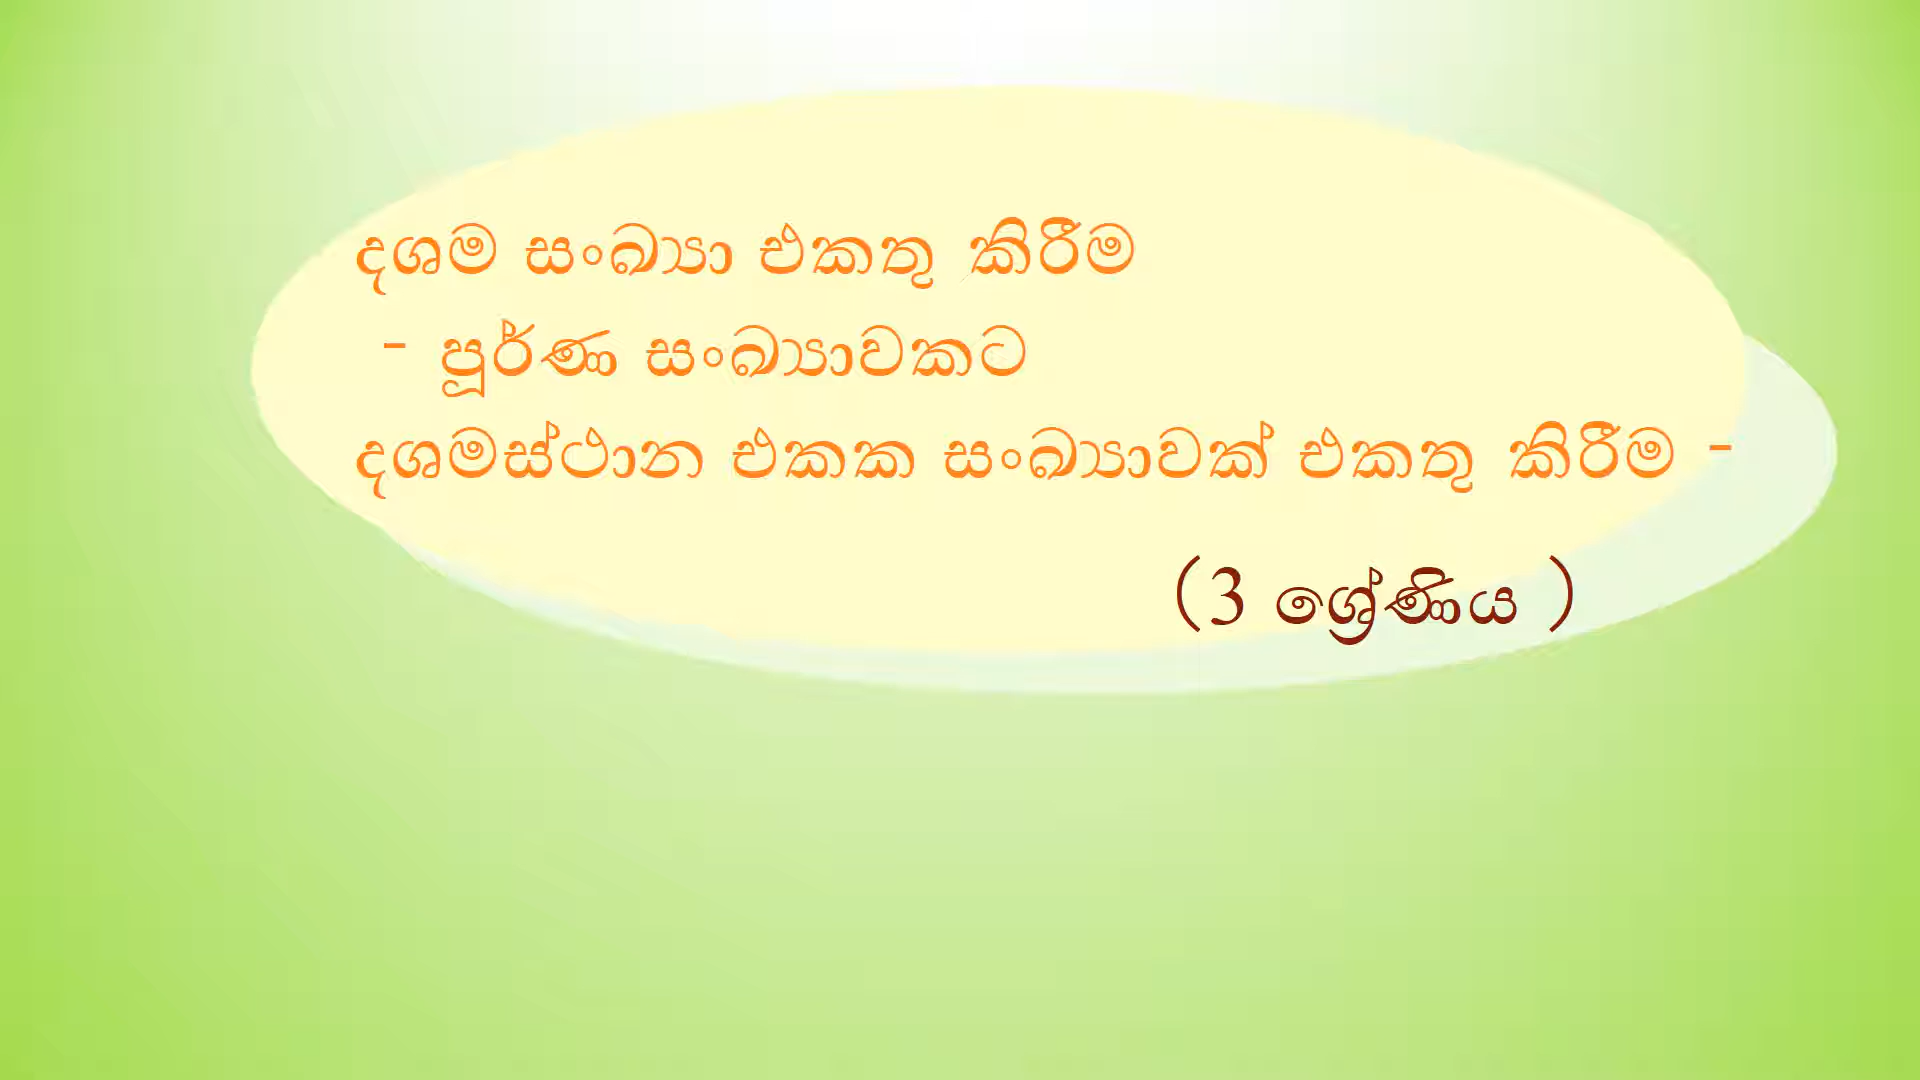 දශම සංඛ්‍යා එකතු කිරීම
- පූර්ණ සංඛ්‍යාවකට
දශමස්ථාන එකක සංඛ්‍යාවක් එකතු කිරීම -
(3 ශ්‍රේණිය )